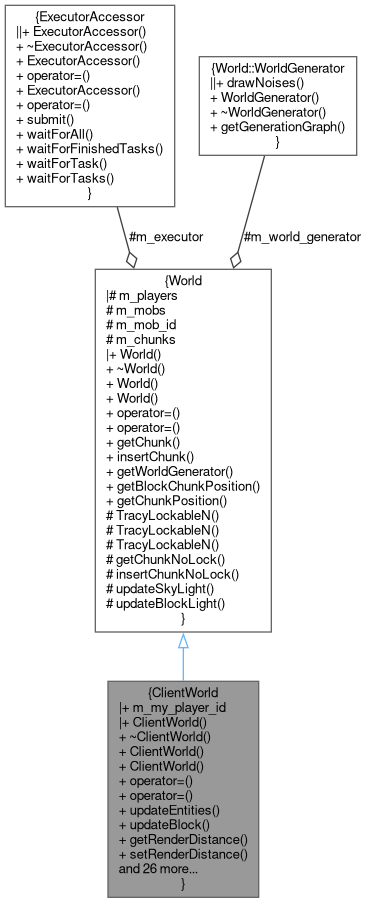 {ExecutorAccessor
||+ ExecutorAccessor()
+ ~ExecutorAccessor()
+ ExecutorAccessor()
+ operator=()
+ ExecutorAccessor()
+ operator=()
+ submit()
+ waitForAll()
+ waitForFinishedTasks()
+ waitForTask()
+ waitForTasks()
}
{World::WorldGenerator
||+ drawNoises()
+ WorldGenerator()
+ ~WorldGenerator()
+ getGenerationGraph()
}
#m_executor
#m_world_generator
{World
|# m_players
# m_mobs
# m_mob_id
# m_chunks
|+ World()
+ ~World()
+ World()
+ World()
+ operator=()
+ operator=()
+ getChunk()
+ insertChunk()
+ getWorldGenerator()
+ getBlockChunkPosition()
+ getChunkPosition()
# TracyLockableN()
# TracyLockableN()
# TracyLockableN()
# getChunkNoLock()
# insertChunkNoLock()
# updateSkyLight()
# updateBlockLight()
}
{ClientWorld
|+ m_my_player_id
|+ ClientWorld()
+ ~ClientWorld()
+ ClientWorld()
+ ClientWorld()
+ operator=()
+ operator=()
+ updateEntities()
+ updateBlock()
+ getRenderDistance()
+ setRenderDistance()
and 26 more...
}